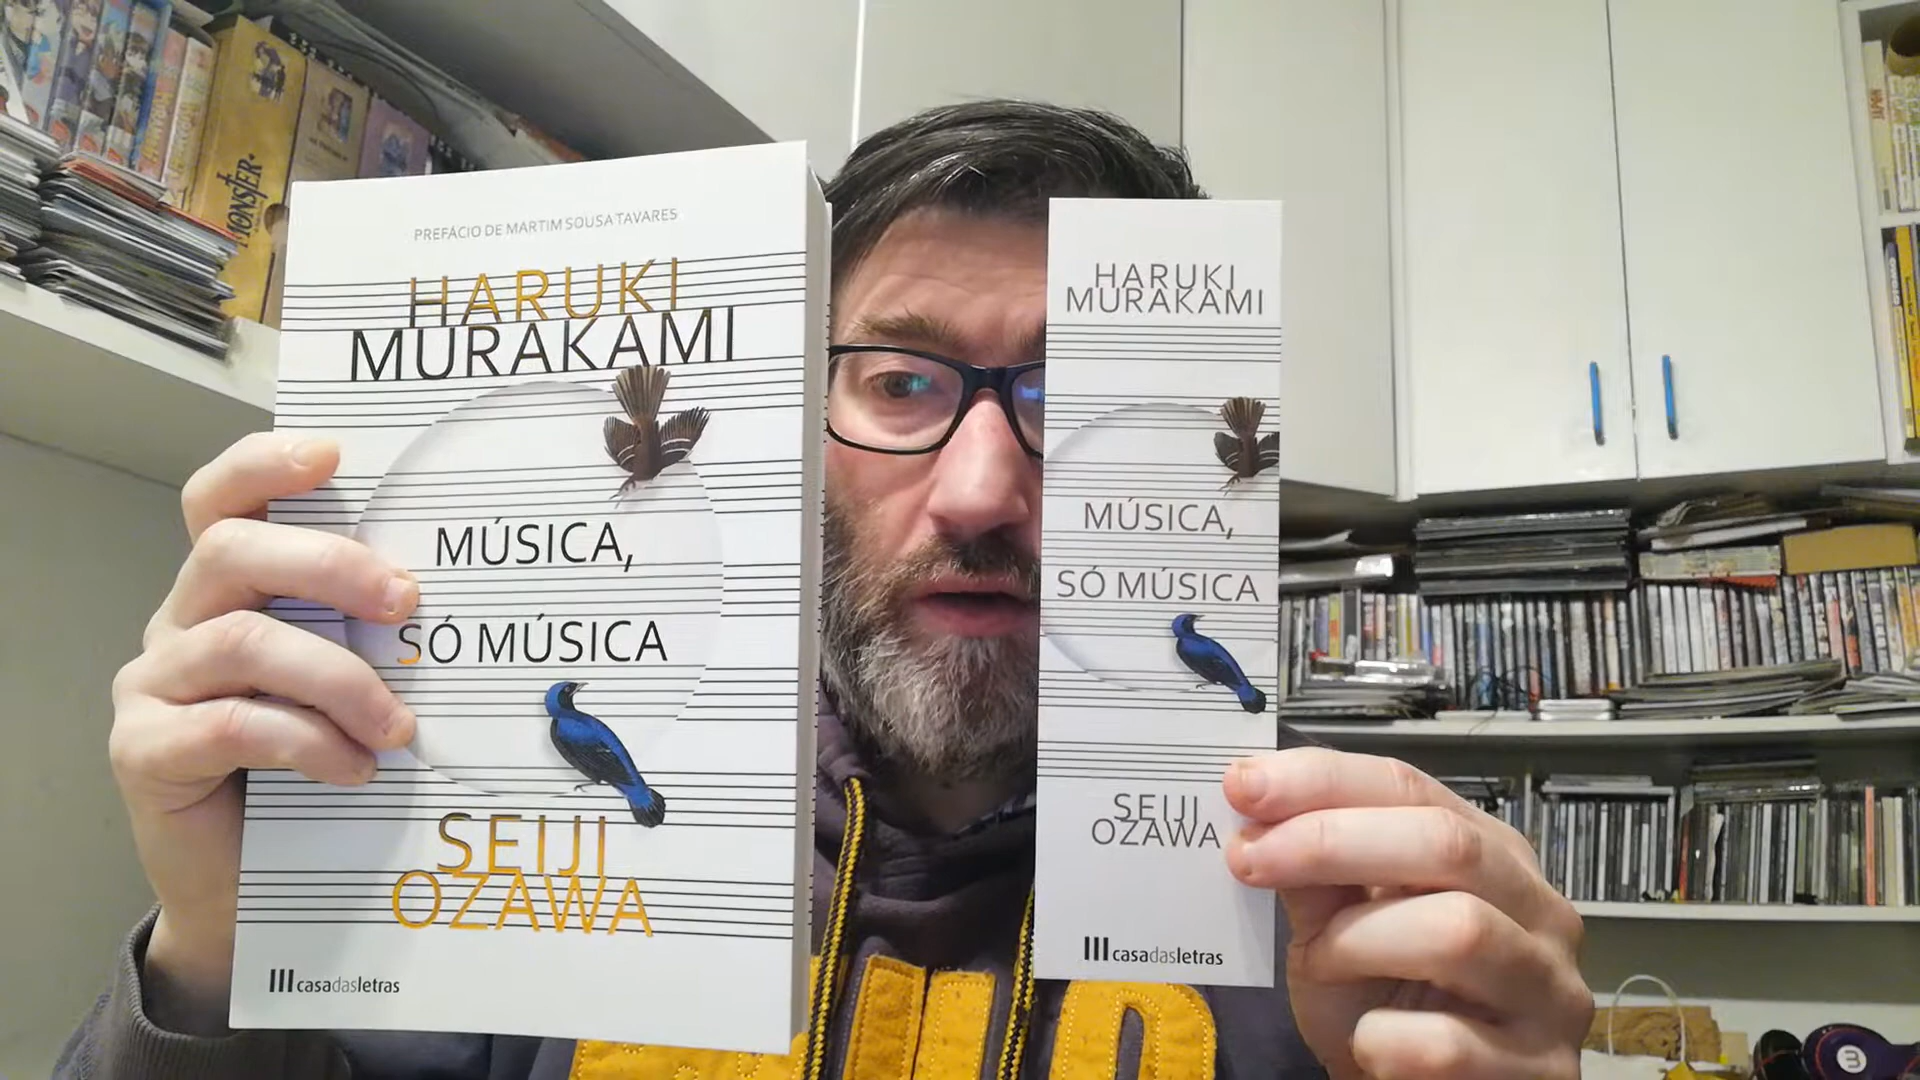 MONSTER
PREFÁCIO DE MARTIM SOUSA TAVARES
HARUKI
MURAKAMI
MÚSICA,
SÓ MÚSICA
SEIJI
OZAWA
casadasletras
HARUKI
MURAKAMI
MÚSICA,
SÓ MÚSICA
SEIJI
OZAWA
casadasletras